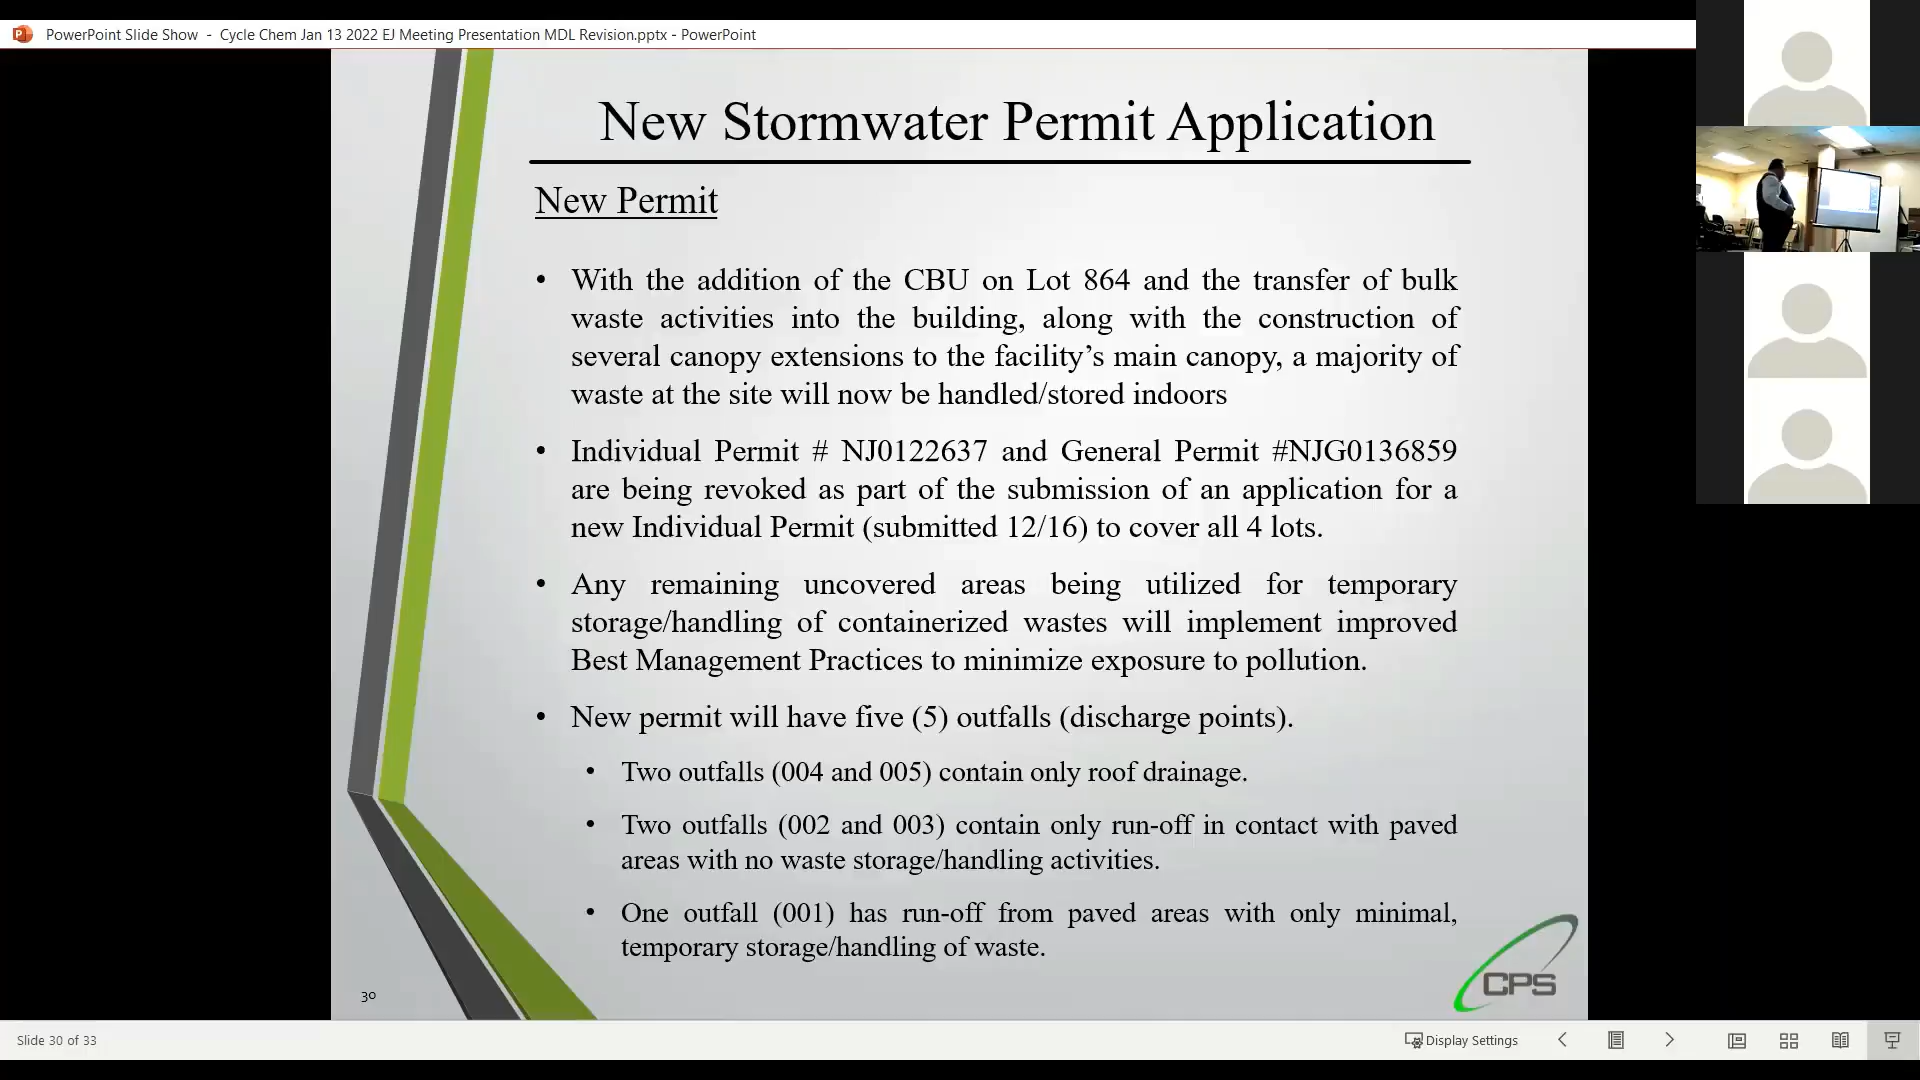 PowerPoint Slide Show - Cycle Chem Jan 13 2022 EJ Meeting Presentation MDL Revision.pptx - PowerPoint
New Stormwater Permit Application
New Permit
• With the addition of the CBU on Lot 864 and the transfer of bulk
waste activities into the building, along with the construction of
several canopy extensions to the facility’s main canopy, a majority of
waste at the site will now be handled/stored indoors
• Individual Permit # NJ0122637 and General Permit #NJG0136859
are being revoked as part of the submission of an application for a
new Individual Permit (submitted 12/16) to cover all 4 lots.
• Any remaining uncovered areas being utilized for temporary
storage/handling of containerized wastes will implement improved
Best Management Practices to minimize exposure to pollution.
• New permit will have five (5) outfalls (discharge points).
• Two outfalls (004 and 005) contain only roof drainage.
• Two outfalls (002 and 003) contain only run-off in contact with paved
areas with no waste storage/handling activities.
• One outfall (001) has run-off from paved areas with only minimal,
temporary storage/handling of waste.
30
CPS
Slide 30 of 33
Display Settings